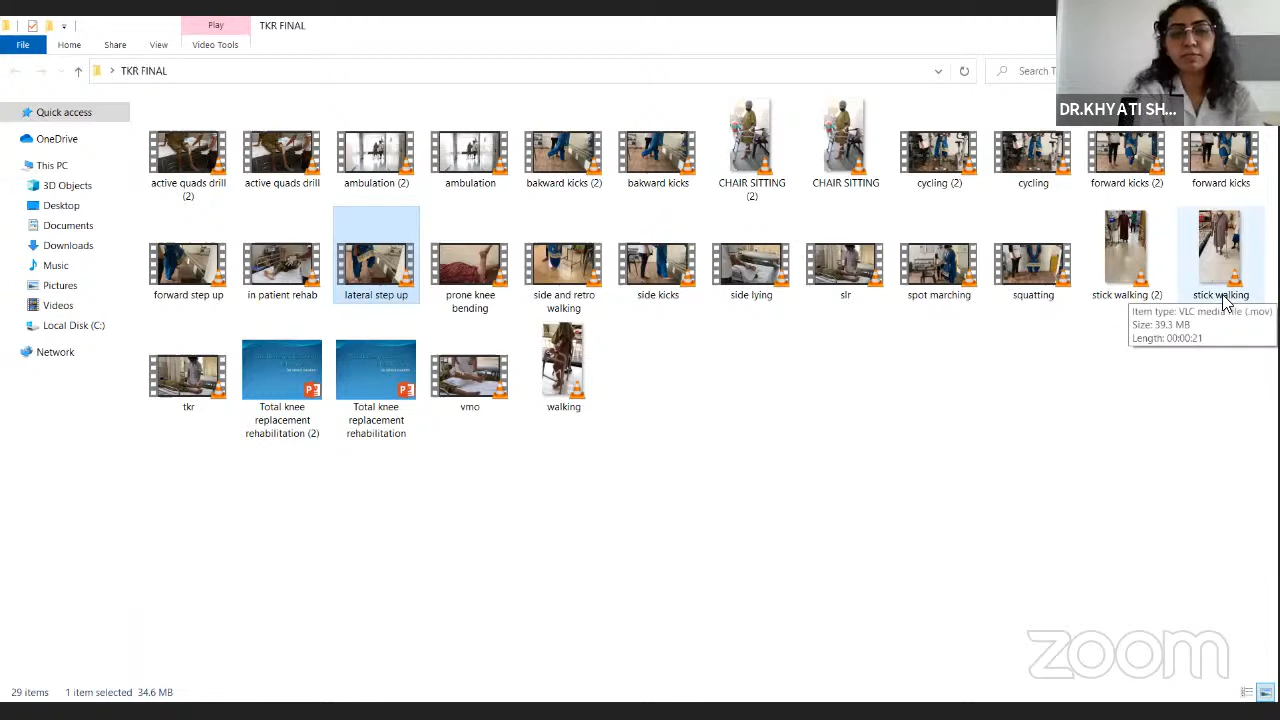 Play
TKR FINAL
File
Home
Share
View
Video Tools
TKR FINAL
Search T
DR.KHYATI SH...
Quick access
OneDrive
This PC
3D Objects
Desktop
Documents
Downloads
Music
Pictures
Videos
Local Disk (C:)
Network
active quads drill
(2)
active quads drill
ambulation (2)
ambulation
bakward kicks (2)
bakward kicks
CHAIR SITTING
(2)
CHAIR SITTING
cycling (2)
cycling
forward kicks (2)
forward kicks
forward step up
in patient rehab
lateral step up
prone knee
bending
side and retro
walking
side kicks
side lying
slr
spot marching
squatting
stick walking (2)
stick walking
Item type: VLC media file (.mov)
Size: 39.3 MB
Length: 00:00:21
tkr
Total knee
replacement
rehabilitation (2)
Total knee
replacement
rehabilitation
vmo
walking
zoom
29 items
1 item selected 34.6 MB